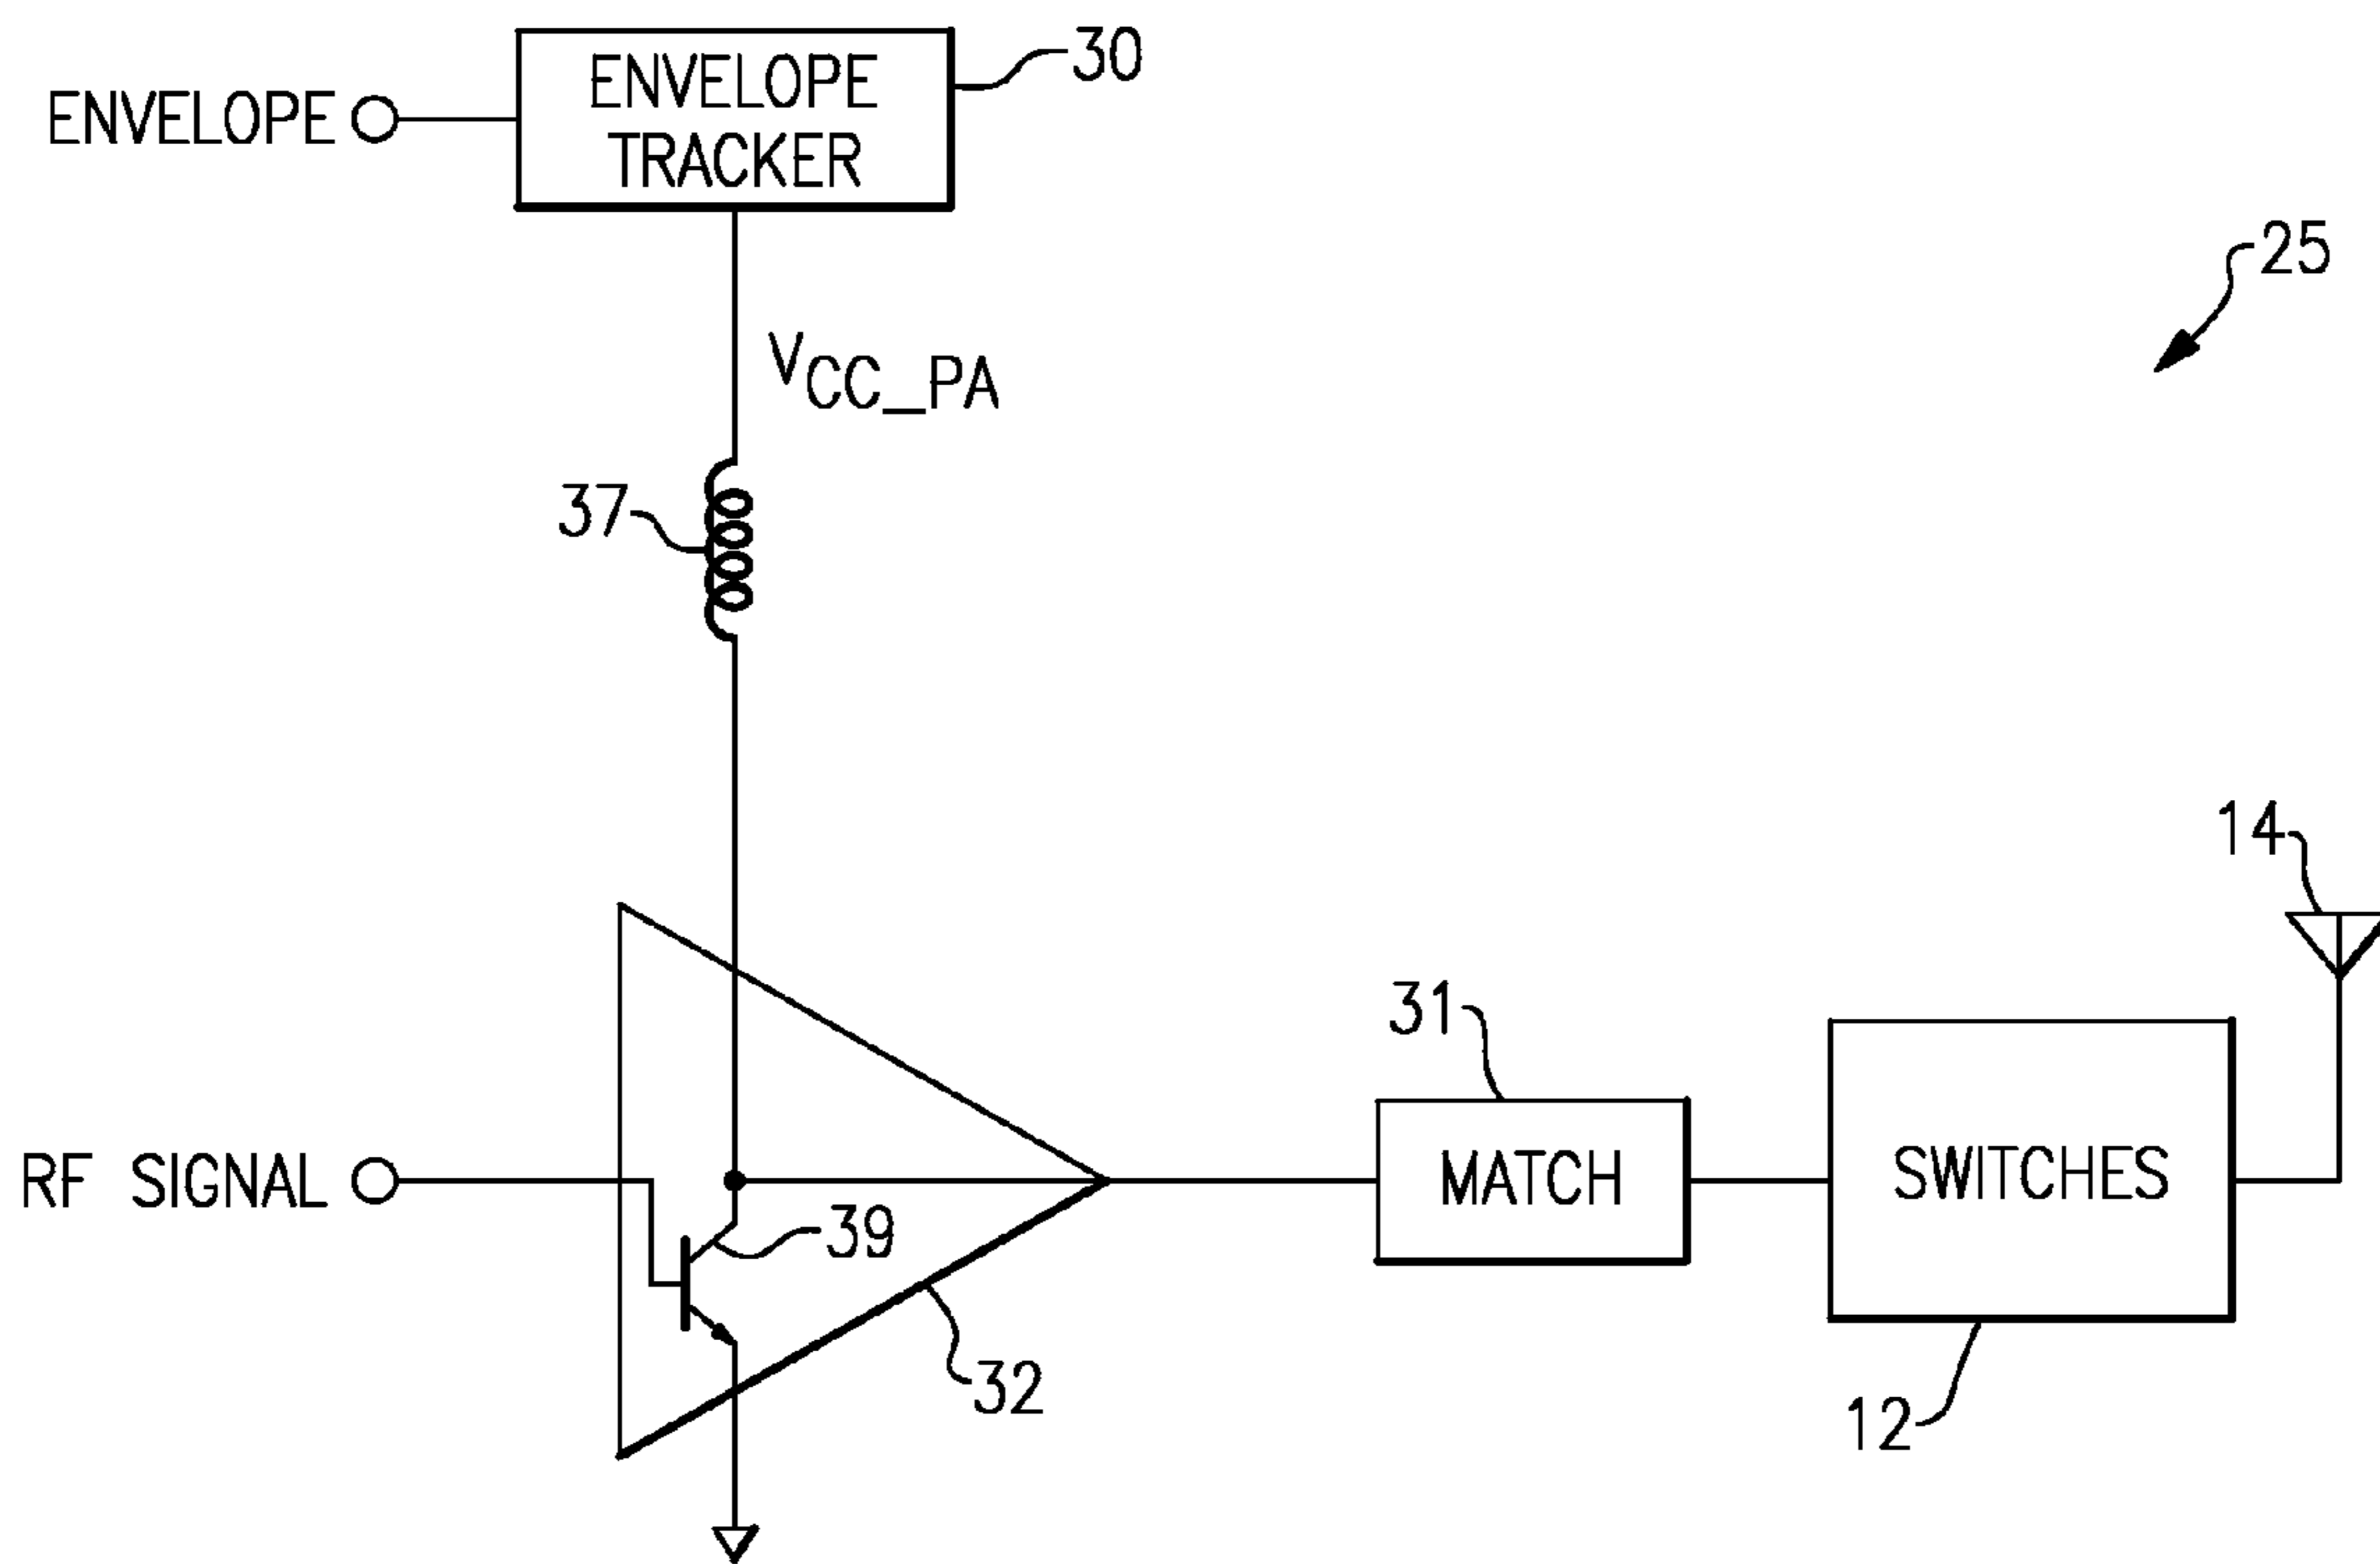 30
ENVELOPE
ENVELOPE
TRACKER
25
VCC_PA
37
14
31
RF SIGNAL
MATCH
SWITCHES
39
32
12